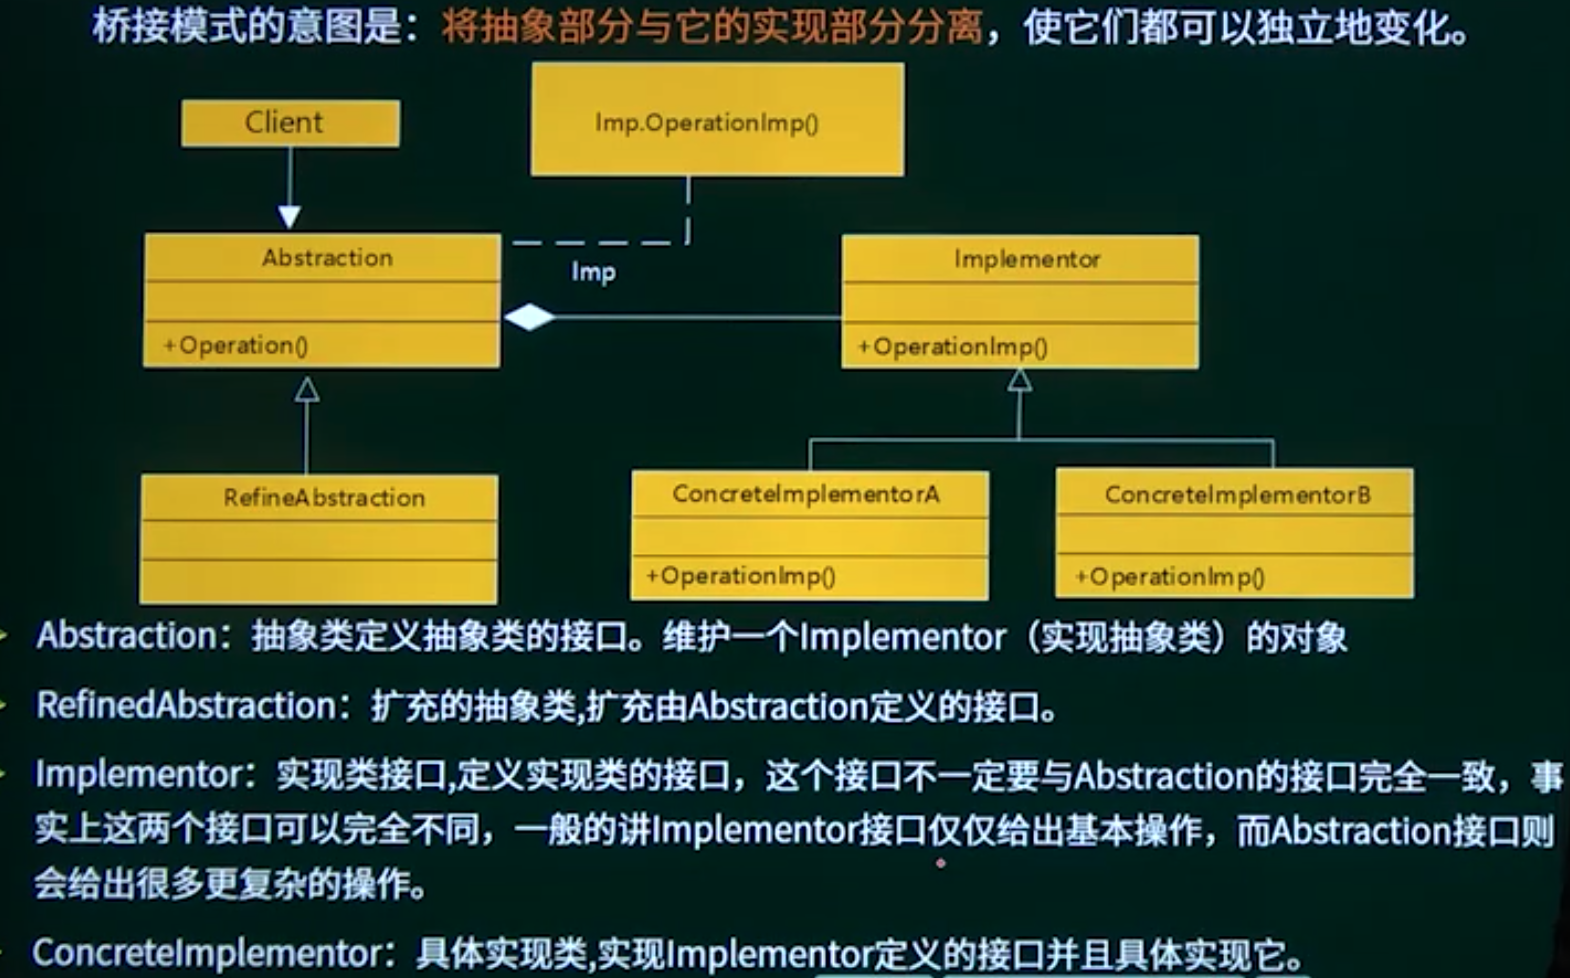 桥接模式的意图是：将抽象部分与它的实现部分分离，使它们都可以独立地变化。
Client
Imp.OperationImp()
Abstraction
+Operation()
Imp
Implementor
+OperationImp()
RefineAbstraction
ConcreteImplementorA
+OperationImp()
ConcreteImplementorB
+OperationImp()
Abstraction：抽象类定义抽象类的接口。维护一个Implementor（实现抽象类）的对象
RefinedAbstraction：扩充的抽象类,扩充由Abstraction定义的接口。
Implementor：实现类接口,定义实现类的接口，这个接口不一定要与Abstraction的接口完全一致，事
实上这两个接口可以完全不同，一般的讲Implementor接口仅仅给出基本操作，而Abstraction接口则
会给出很多更复杂的操作。
ConcreteImplementor：具体实现类,实现Implementor定义的接口并且具体实现它。